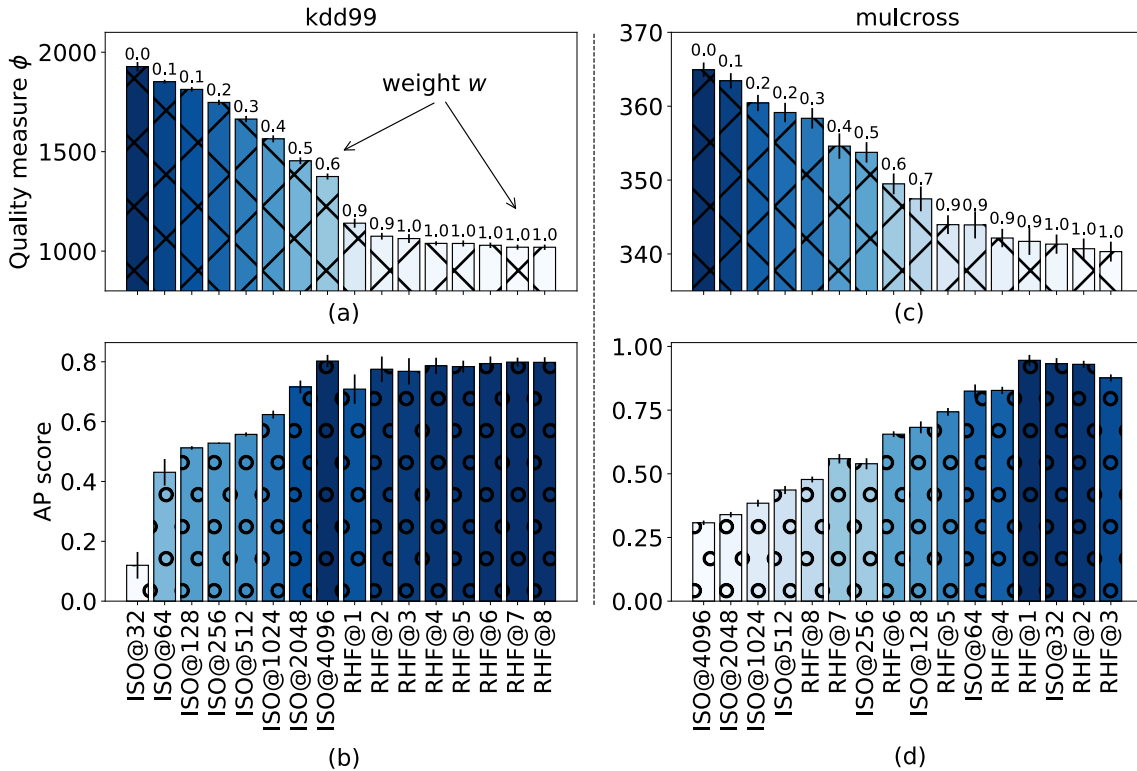 kdd99
Quality measure ϕ
2000
1500
1000
0.0
0.1
0.1
0.2
0.3
0.4
0.5
0.6
0.9
0.9
1.0
1.0
1.0
1.0
1.0
1.0
weight w
(a)
mulcross
370
360
350
340
0.0
0.1
0.2
0.2
0.3
0.4
0.5
0.6
0.7
0.9
0.9
0.9
0.9
1.0
1.0
1.0
(c)
AP score
0.8
0.6
0.4
0.2
0.0
ISO@32
ISO@64
ISO@128
ISO@256
ISO@512
ISO@1024
ISO@2048
ISO@4096
RHF@1
RHF@2
RHF@3
RHF@4
RHF@5
RHF@6
RHF@7
RHF@8
(b)
1.00
0.75
0.50
0.25
0.00
ISO@4096
ISO@2048
ISO@1024
ISO@512
RHF@8
RHF@7
ISO@256
RHF@6
ISO@128
RHF@5
ISO@64
RHF@4
RHF@1
ISO@32
RHF@2
RHF@3
(d)